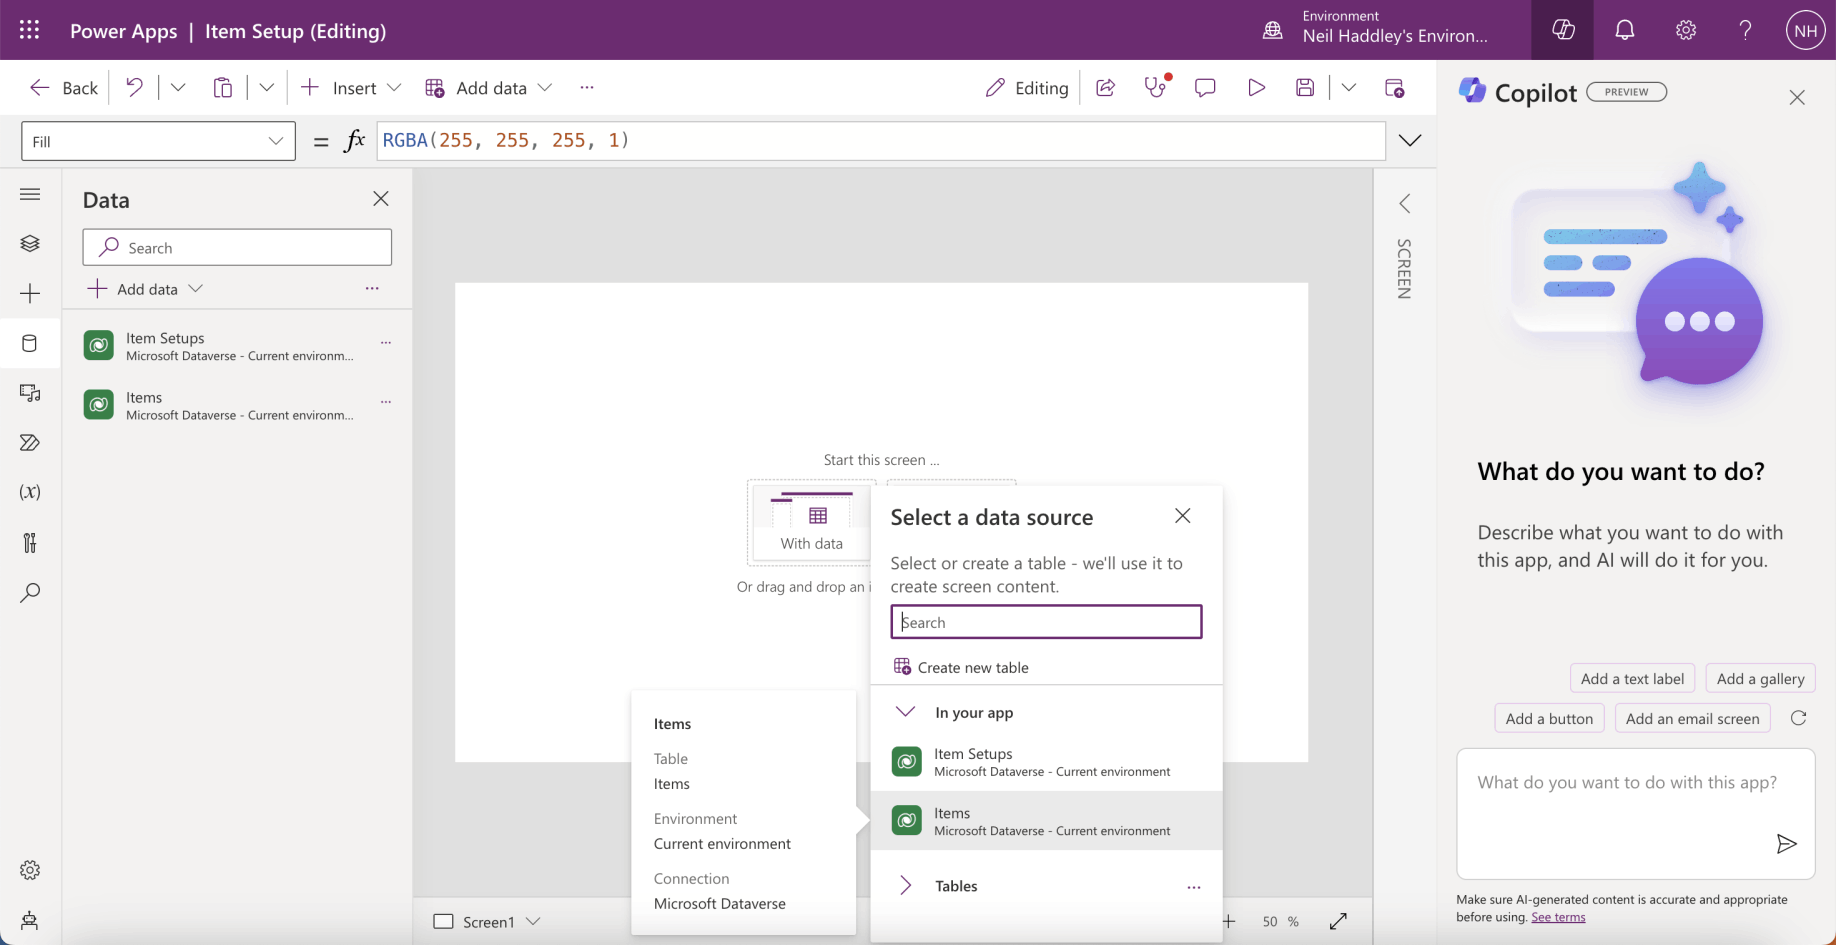 Power Apps | Item Setup (Editing)
Environment
Neil Haddley's Environ...
NH
Back
Insert
Add data
...
Editing
Copilot
PREVIEW
Fill
= fx
RGBA(255, 255, 255, 1)
Data
Search
Add data
...
Item Setups
Microsoft Dataverse - Current environm...
...
Items
Microsoft Dataverse - Current environm...
...
(x)
SCREEN
Start this screen ...
With data
Or drag and drop an i
Select a data source
Select or create a table - we'll use it to
create screen content.
Search
Create new table
In your app
Item Setups
Microsoft Dataverse - Current environment
Items
Microsoft Dataverse - Current environment
Tables
...
Items
Table
Items
Environment
Current environment
Connection
Microsoft Dataverse
Screen1
50 %
What do you want to do?
Describe what you want to do with
this app, and AI will do it for you.
Add a text label
Add a gallery
Add a button
Add an email screen
What do you want to do with this app?
Make sure AI-generated content is accurate and appropriate
before using. See terms